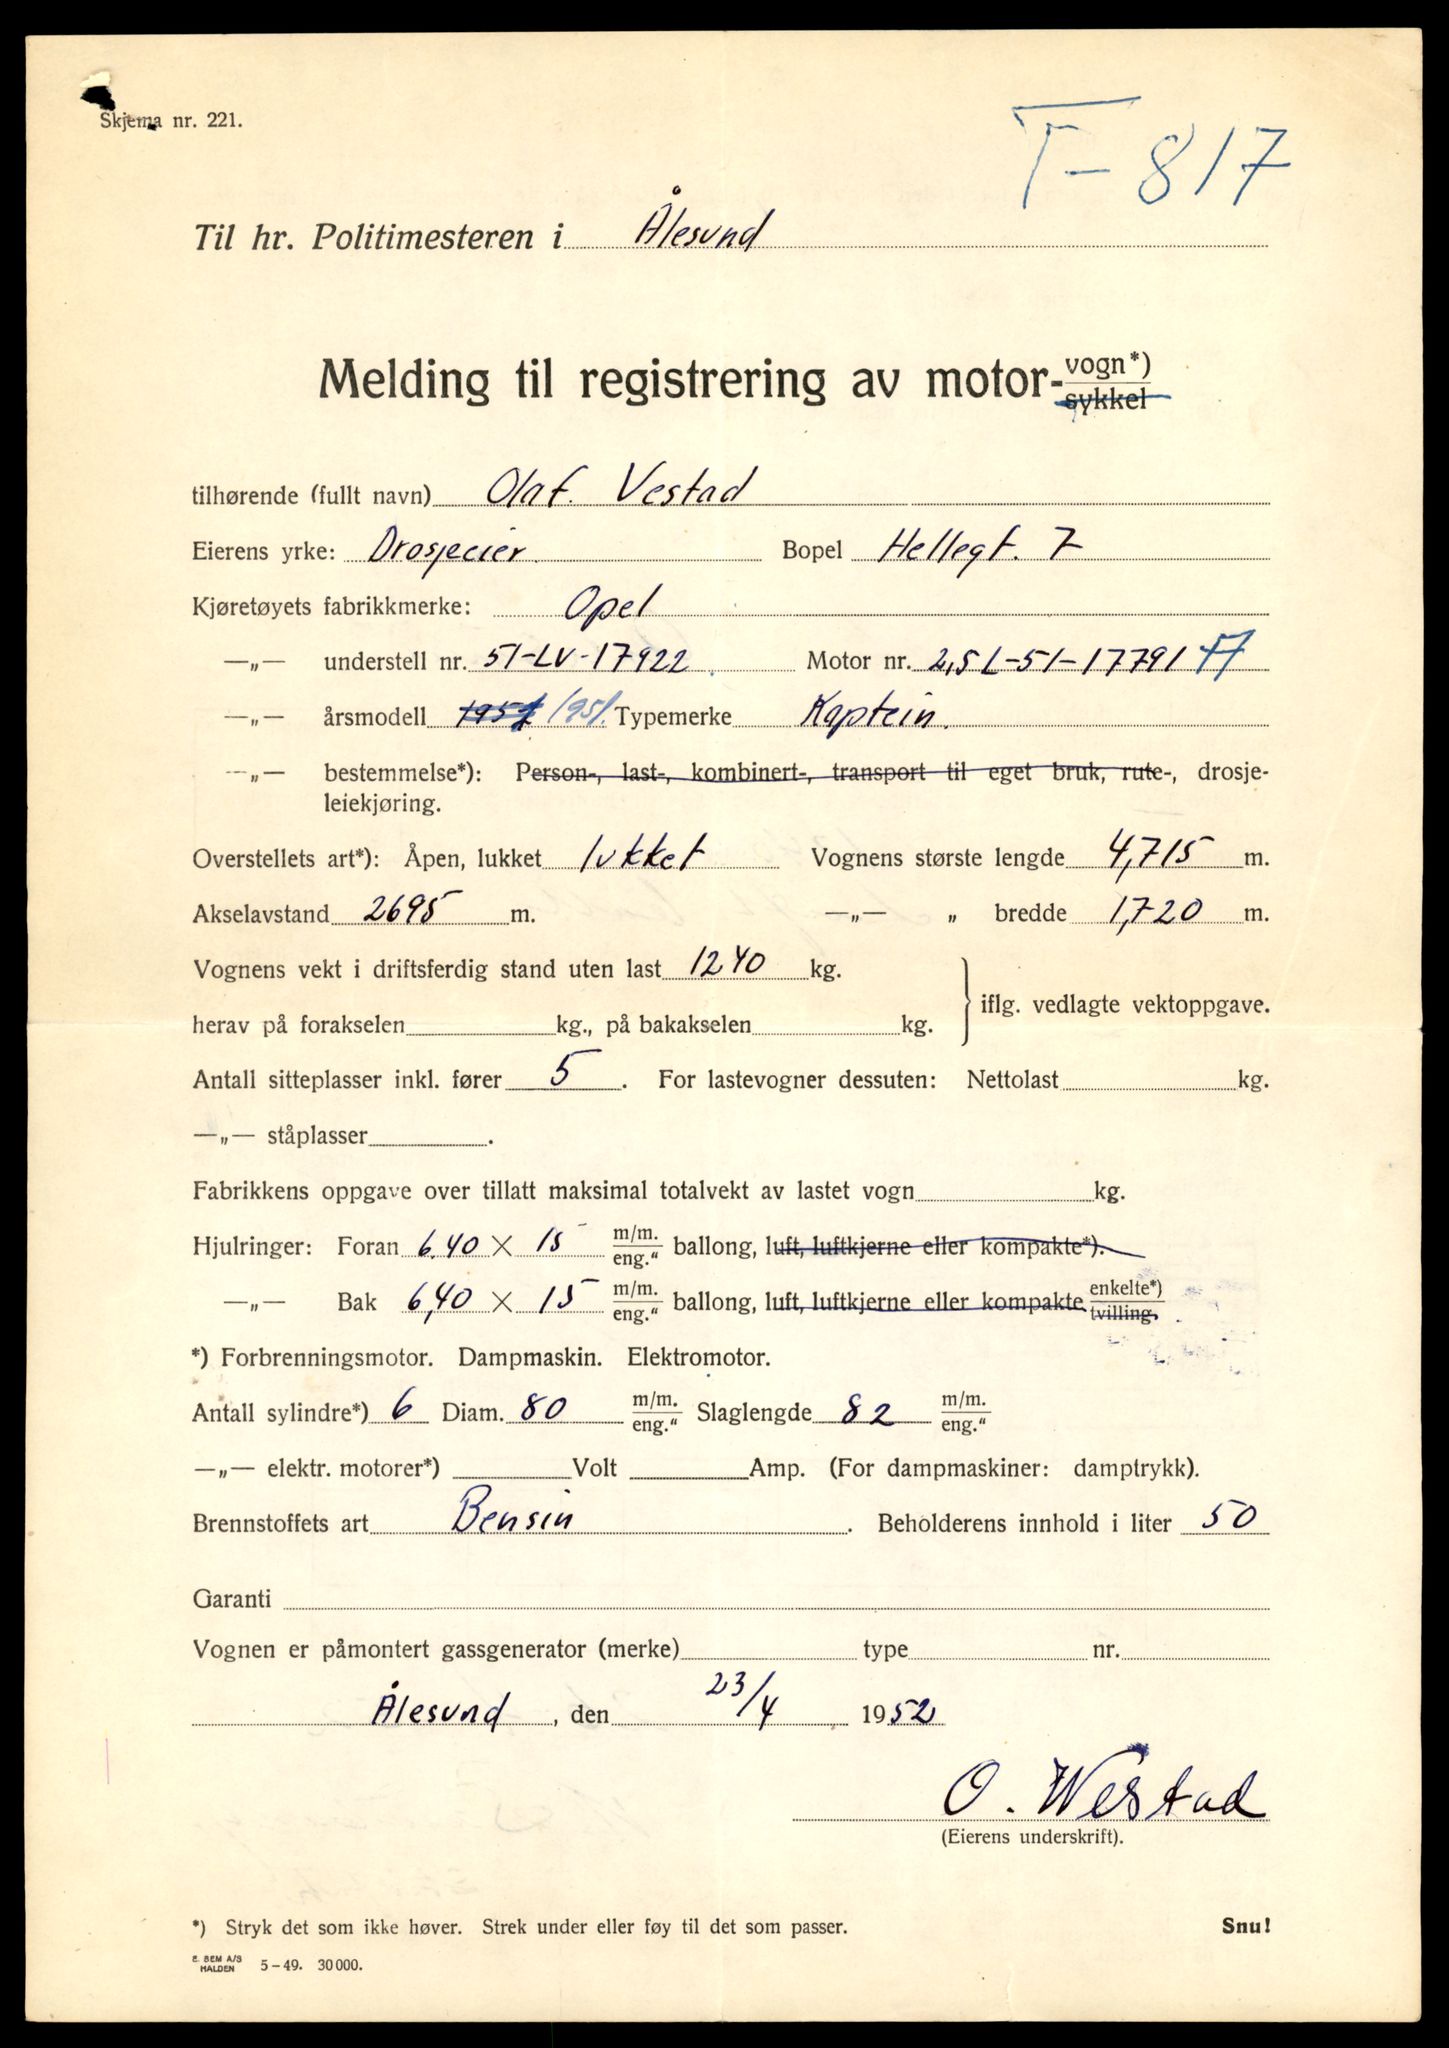 Skjema nr. 221.
T-817
Til hr. Politimesteren i Ålesund
Melding til registrering av motor- vogn*)
sykkel
tilhørende (fullt navn) Olaf. Vestad
Eierens yrke: Drosjeeier. Bopel Hellegt. 7
Kjøretøyets fabrikkmerke: Opel
—„— understell nr. 51-LV-17922 Motor nr. 2,5L-51-17791
—„— årsmodell 1951. Typemerke Kaptein.
—„— bestemmelse*): Person-, last-, kombinert-, transport til eget bruk, rute-, drosje-
leiekjøring.
Overstellets art*): Åpen, lukket lukket Vognens største lengde 4,715 m.
Akselavstand 2695 m. —„— „ bredde 1,720 m.
Vognens vekt i driftsferdig stand uten last 1240 kg.
herav på forakselen kg., på bakakselen kg. iflg. vedlagte vektoppgave.
Antall sitteplasser inkl. fører 5. For lastevogner dessuten: Nettolast kg.
—„— ståplasser .
Fabrikkens oppgave over tillatt maksimal totalvekt av lastet vogn kg.
Hjulringer: Foran 6.40 × 15 m/m. eng.“ ballong, luft, luftkjerne eller kompakte*).
—„— Bak 6,40 × 15 m/m. eng.“ ballong, luft, luftkjerne eller kompakte enkelte*) tvilling.
*) Forbrenningsmotor. Dampmaskin. Elektromotor.
Antall sylindre*) 6 Diam. 80 m/m. eng.“ Slaglengde 82 m/m. eng.“
—„— elektr. motorer*) Volt Amp. (For dampmaskiner: damptrykk).
Brennstoffets art Bensin . Beholderens innhold i liter 50
Garanti
Vognen er påmontert gassgenerator (merke) type nr.
Ålesund , den 23/4 1952
O. Westad
(Eierens underskrift).
*) Stryk det som ikke høver. Strek under eller føy til det som passer. Snu!
E. SEM A/S
HALDEN 5-49. 30000.